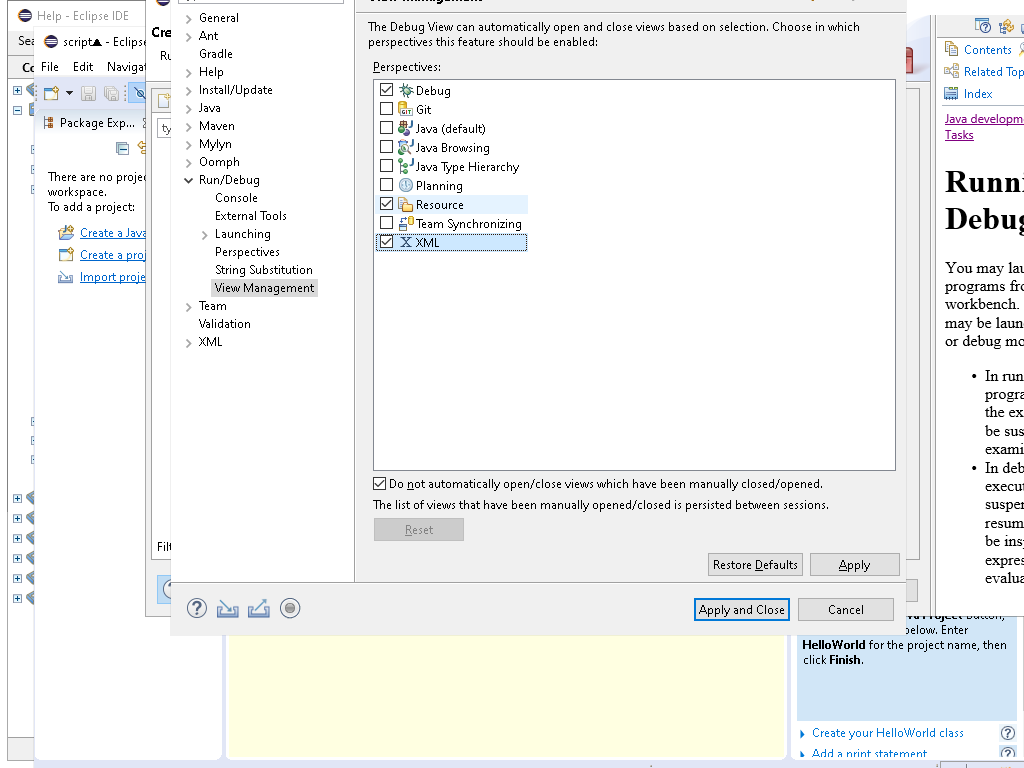 Help - Eclipse IDE
Sea
Co
script▲ - Eclipse
File Edit Navigat
Package Exp...
There are no proje
workspace.
To add a project:
Create a Java
Create a proj
Import proje
Cre
Ru
ty
Filt
General
Ant
Gradle
Help
Install/Update
Java
Maven
Mylyn
Oomph
Run/Debug
Console
External Tools
Launching
Perspectives
String Substitution
View Management
Team
Validation
XML
The Debug View can automatically open and close views based on selection. Choose in which
perspectives this feature should be enabled:
Perspectives:
Debug
Git
Java (default)
Java Browsing
Java Type Hierarchy
Planning
Resource
Team Synchronizing
XML
Do not automatically open/close views which have been manually closed/opened.
The list of views that have been manually opened/closed is persisted between sessions.
Reset
Restore Defaults Apply
Apply and Close Cancel
Contents
Related Top
Index
Java developm
Tasks
Runni
Debug
You may lau
programs fro
workbench.
may be laun
or debug mo
• In run
progra
the ex
be sus
exami
• In deb
execut
suspen
resum
be insp
expres
evalua
below. Enter
HelloWorld for the project name, then
click Finish.
Create your HelloWorld class
Add a print statement